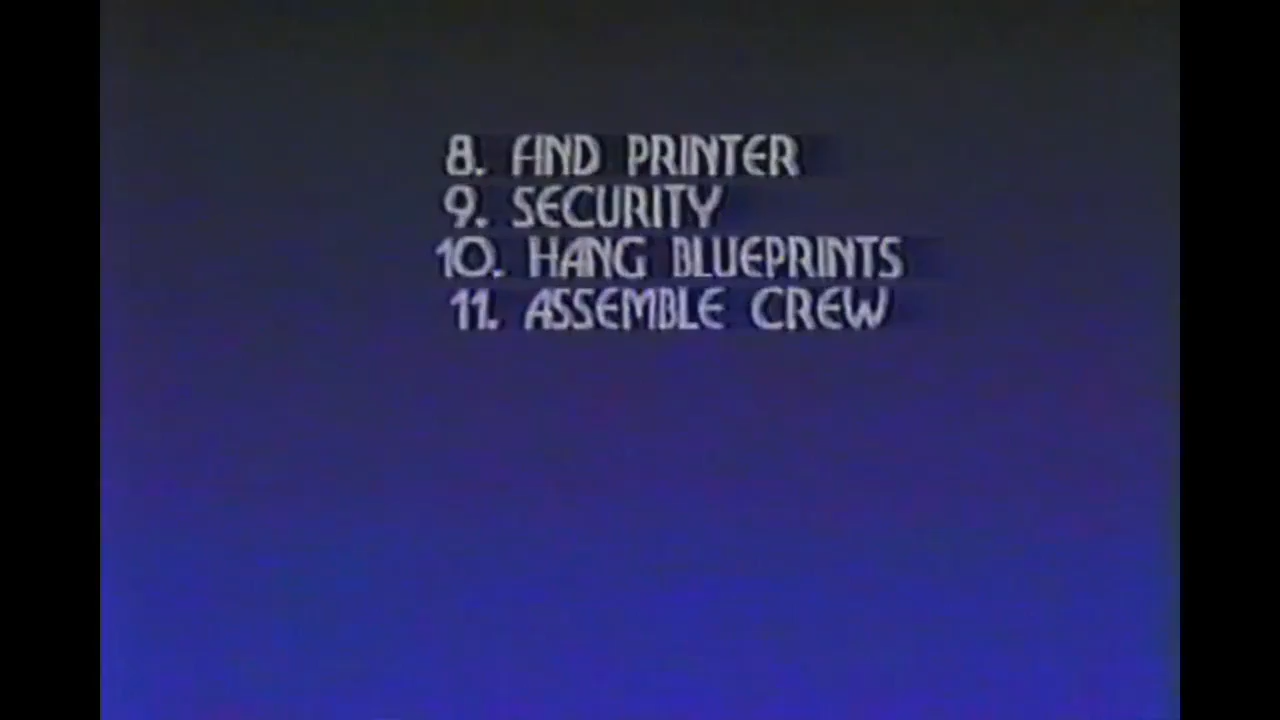 8. FIND PRINTER
9. SECURITY
10. HANG BLUEPRINTS
11. ASSEMBLE CREW